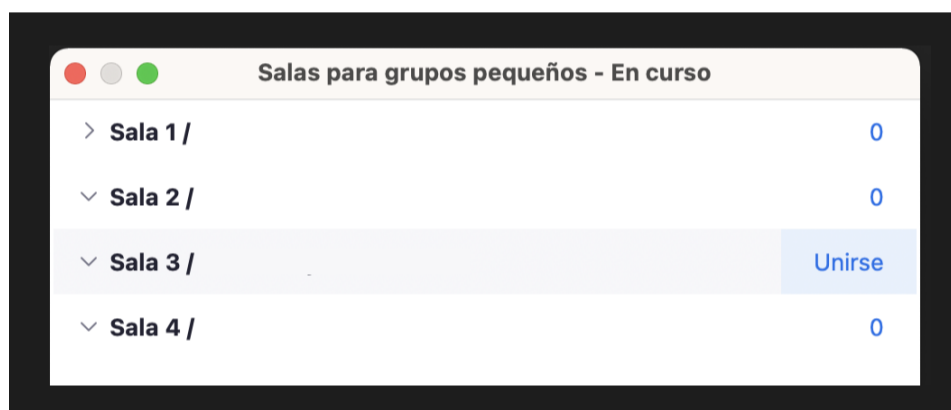 Salas para grupos pequeños - En curso
Sala 1 / 0
Sala 2 / 0
Sala 3 / Unirse
Sala 4 / 0